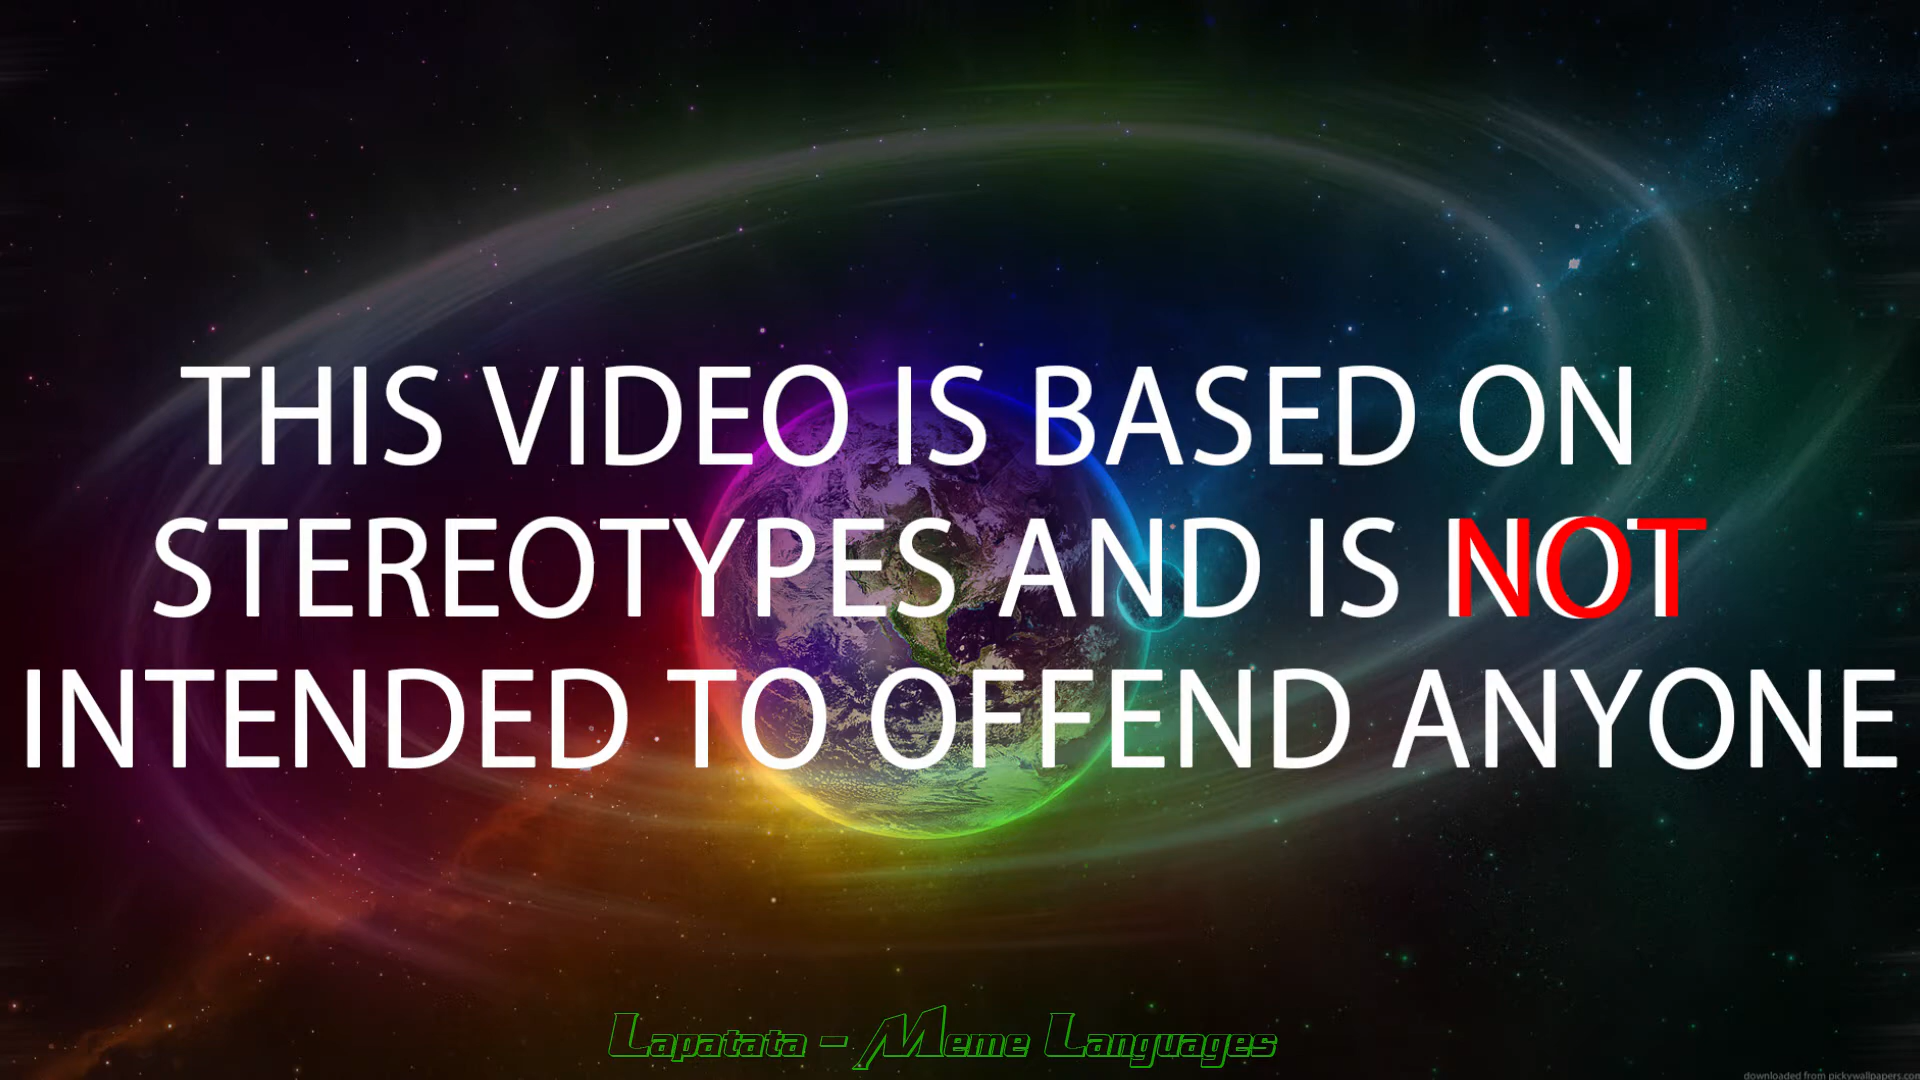 THIS VIDEO IS BASED ON
STEREOTYPES AND IS NOT
INTENDED TO OFFEND ANYONE
Lapatata - Meme Languages
downloaded from pickywallpapers.com